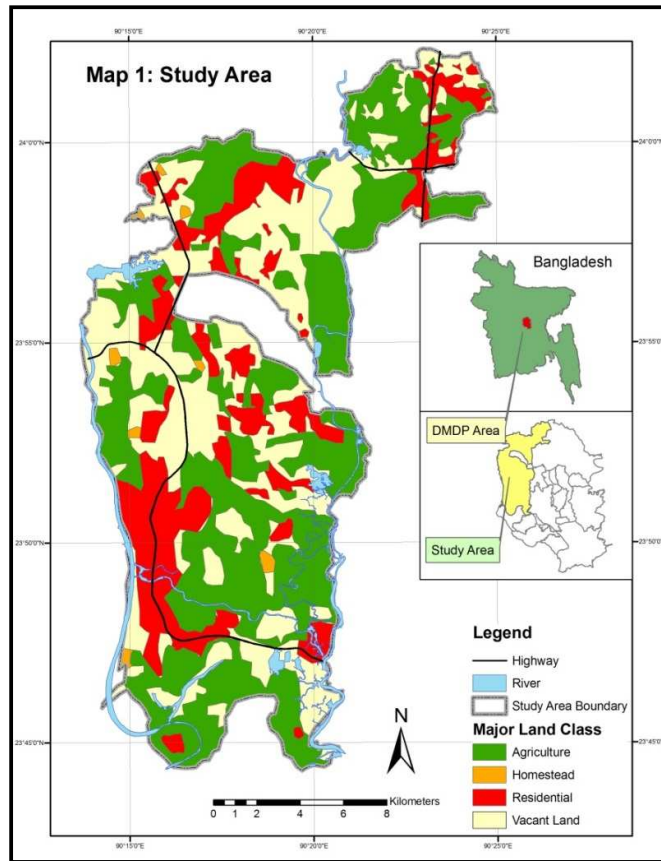 90°15'0"E 90°20'0"E 90°25'0"E
Map 1: Study Area
24°0'0"N
24°0'0"N
23°55'0"N
23°55'0"N
23°50'0"N
23°50'0"N
23°45'0"N
23°45'0"N
Bangladesh
DMDP Area
Study Area
Legend
Highway
River
Study Area Boundary
Major Land Class
Agriculture
Homestead
Residential
Vacant Land
N
Kilometers
0 1 2 4 6 8
90°15'0"E 90°20'0"E 90°25'0"E